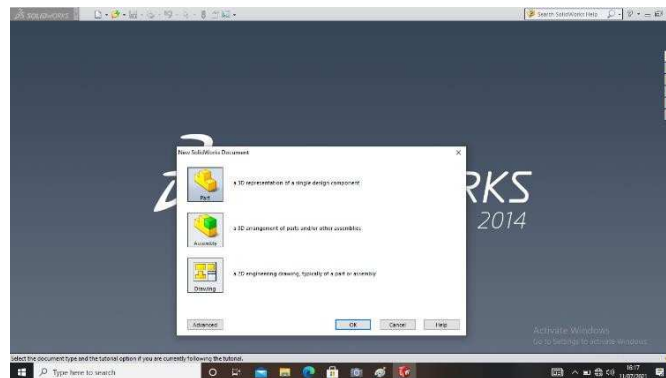 SOLIDWORKS
Search SolidWorks Help
New SolidWorks Document
Part
a 3D representation of a single design component
Assembly
a 3D arrangement of parts and/or other assemblies
Drawing
a 2D engineering drawing, typically of a part or assembly
Advanced
OK
Cancel
Help
RKS
2014
Activate Windows
Go to Settings to activate Windows.
Select the document type and the tutorial option if you are currently following the tutorial.
Type here to search
16:17
11/07/2021